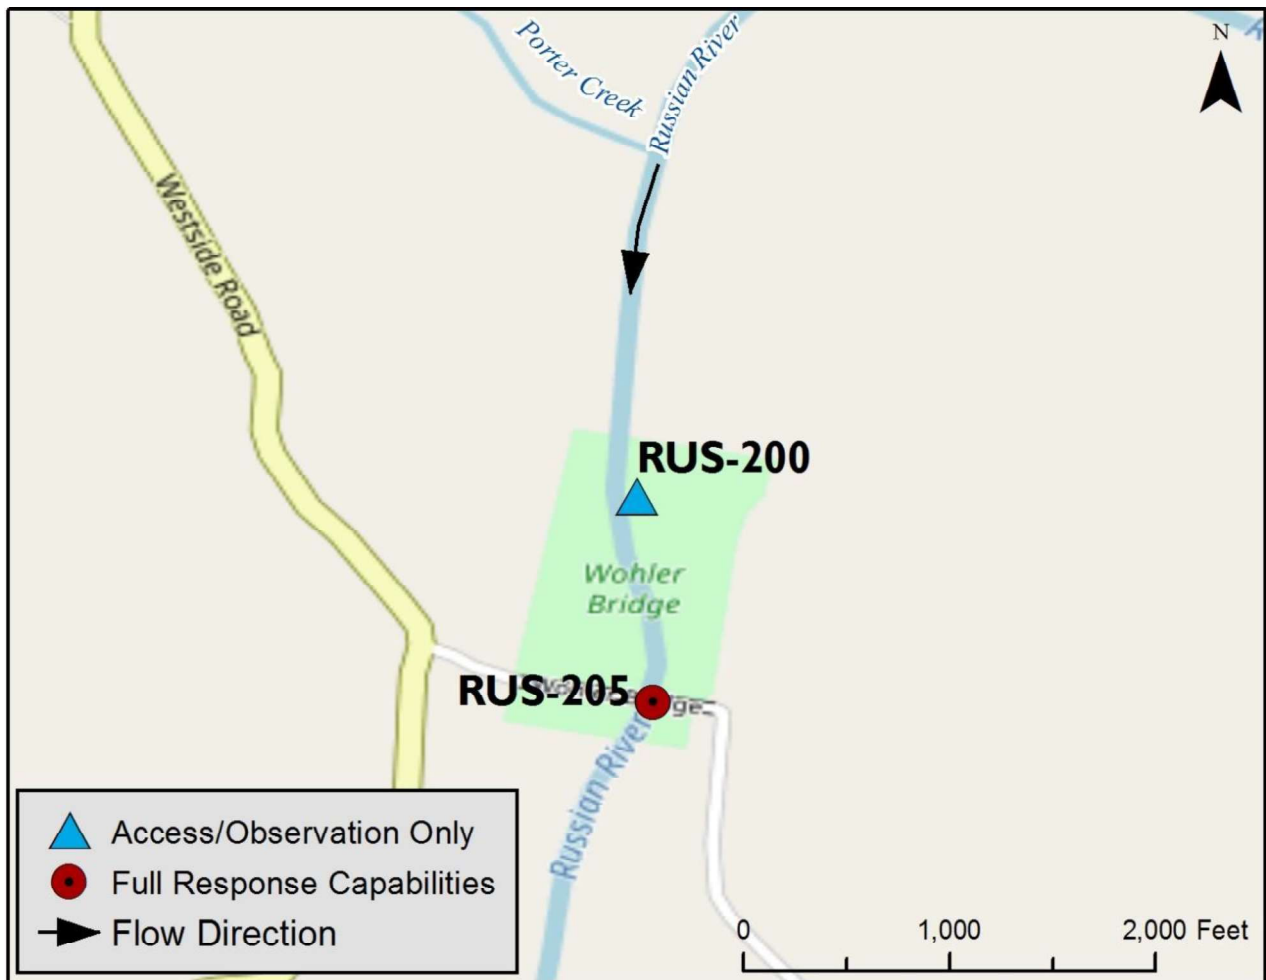 N
Porter Creek
Russian River
Westside Road
RUS-200
Wohler
Bridge
RUS-205
Russian River
Access/Observation Only
Full Response Capabilities
Flow Direction
0 1,000 2,000 Feet